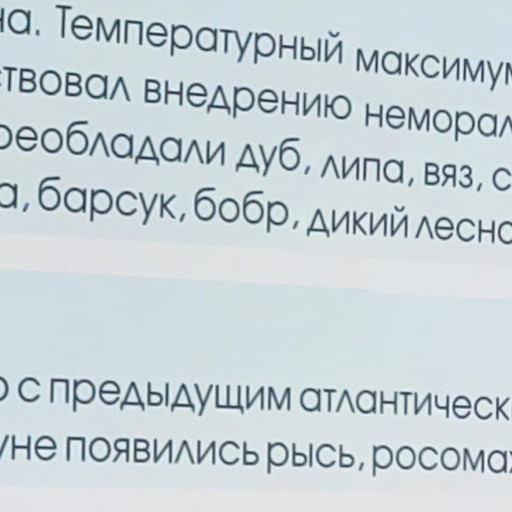 на. Температурный максимум
ствовал внедрению неморал
реобладали дуб, липа, вяз, с
а, барсук, бобр, дикий лесно
о с предыдущим атлантическ
уне появились рысь, росомах